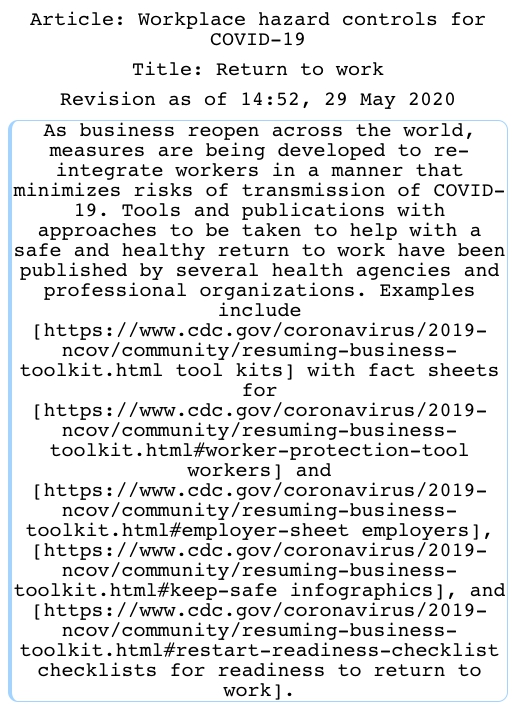 Article: Workplace hazard controls for
COVID-19
Title: Return to work
Revision as of 14:52, 29 May 2020
As business reopen across the world,
measures are being developed to re-
integrate workers in a manner that
minimizes risks of transmission of COVID-
19. Tools and publications with
approaches to be taken to help with a
safe and healthy return to work have been
published by several health agencies and
professional organizations. Examples
include
[https://www.cdc.gov/coronavirus/2019-
ncov/community/resuming-business-
toolkit.html tool kits] with fact sheets
for
[https://www.cdc.gov/coronavirus/2019-
ncov/community/resuming-business-
toolkit.html#worker-protection-tool
workers] and
[https://www.cdc.gov/coronavirus/2019-
ncov/community/resuming-business-
toolkit.html#employer-sheet employers],
[https://www.cdc.gov/coronavirus/2019-
ncov/community/resuming-business-
toolkit.html#keep-safe infographics], and
[https://www.cdc.gov/coronavirus/2019-
ncov/community/resuming-business-
toolkit.html#restart-readiness-checklist
checklists for readiness to return to
work].